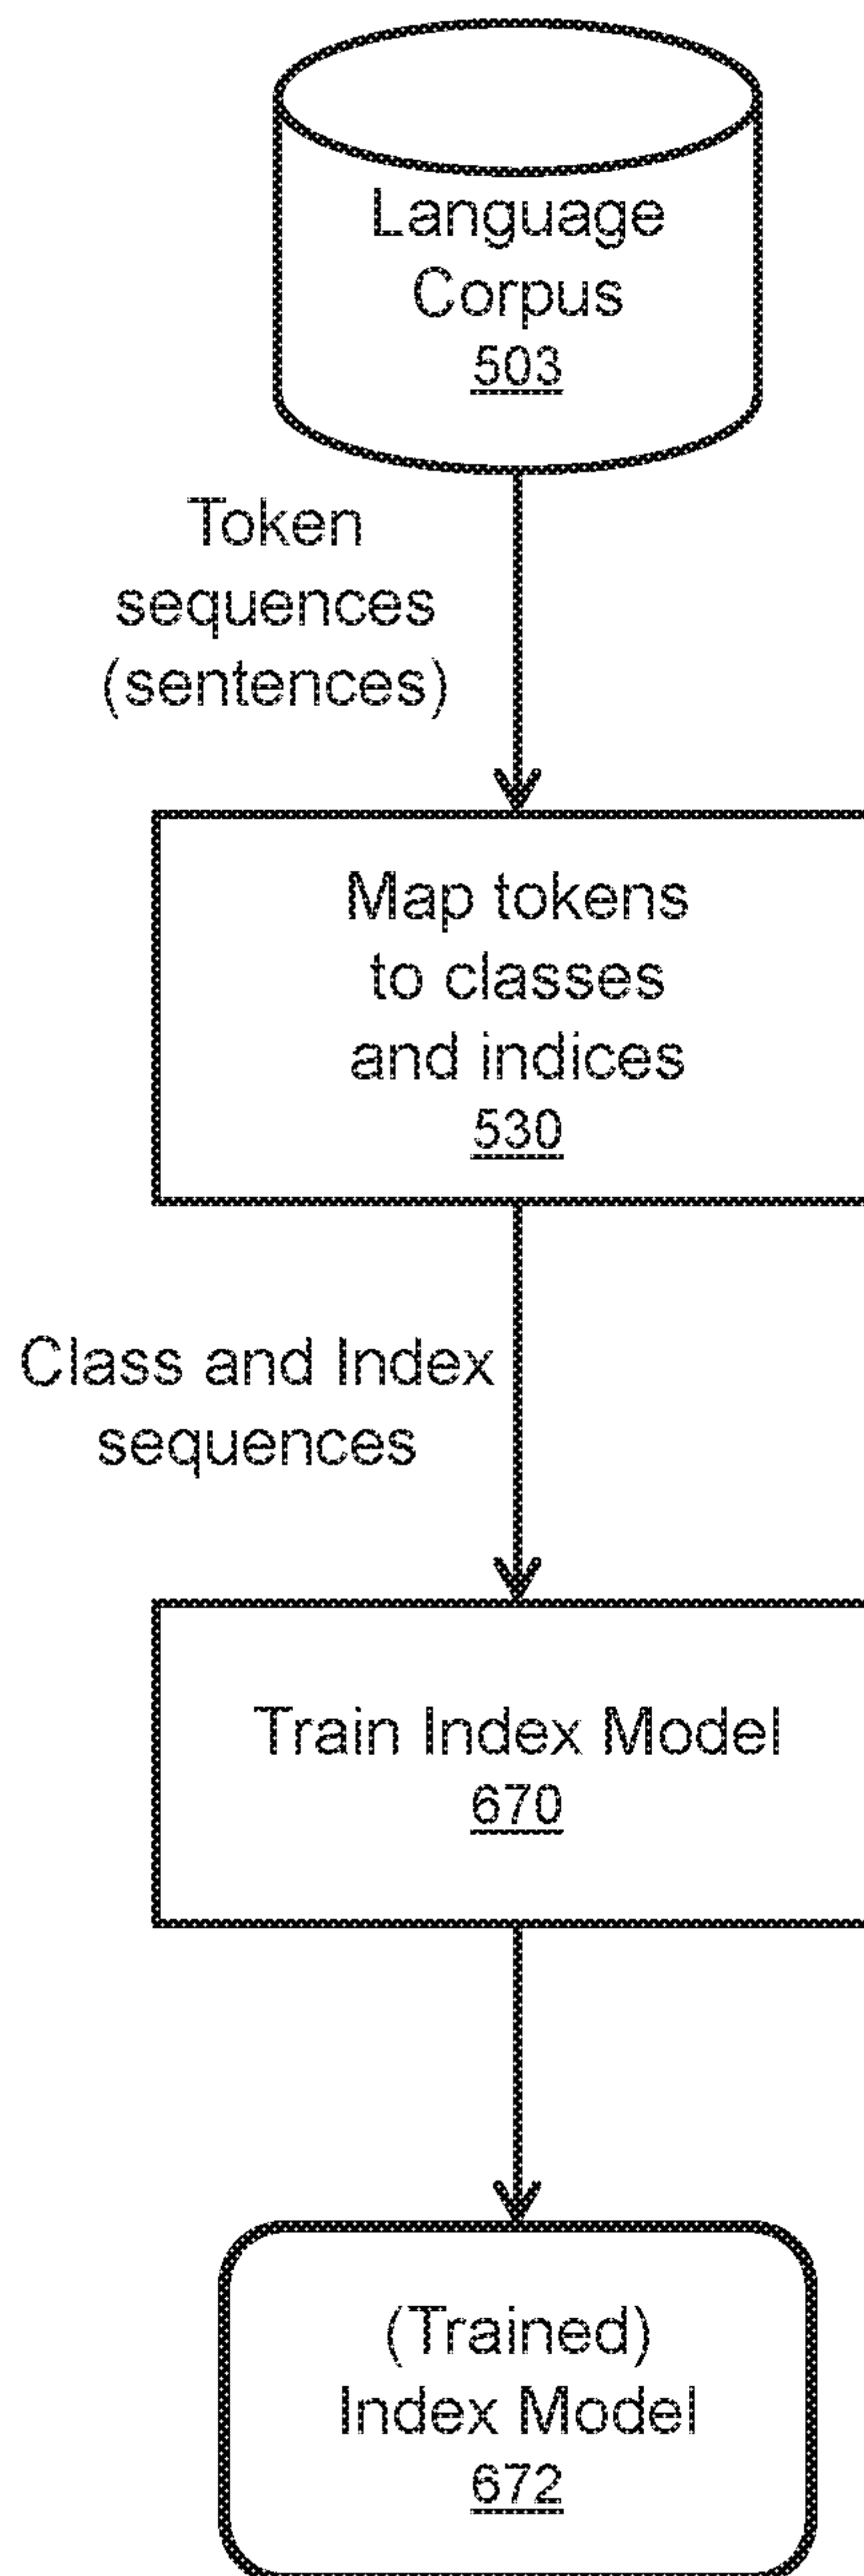 Language
Corpus
503
Token
sequences
(sentences)
Map tokens
to classes
and indices
530
Class and Index
sequences
Train Index Model
670
(Trained)
Index Model
672